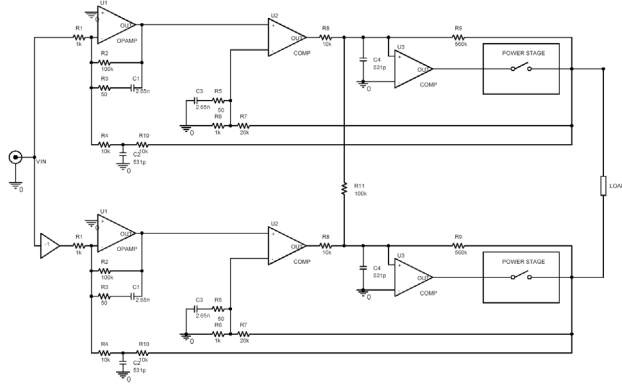 U1
+
0
-
OUT
OPAMP
R1
1k
R2
100k
R3
50
C1
2.65n
R4
10k
R10
10k
C2
531p
0
U2
+
-
OUT
COMP
C3
2.65n
R5
50
R6
1k
R7
20k
0
R8
10k
C4
531p
0
U3
+
-
OUT
COMP
R9
560k
POWER STAGE
VIN
0
R11
100k
LOAD
-1
U1
+
0
-
OUT
OPAMP
R1
1k
R2
100k
R3
50
C1
2.65n
R4
10k
R10
10k
C2
531p
0
U2
+
-
OUT
COMP
C3
2.65n
R5
50
R6
1k
R7
20k
0
R8
10k
C4
531p
0
U3
+
-
OUT
COMP
R9
560k
POWER STAGE